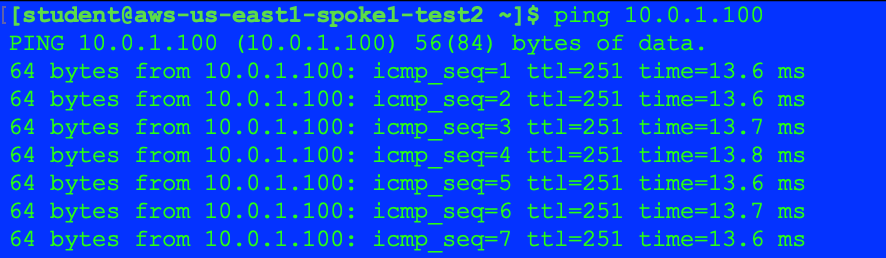 [[student@aws-us-east1-spoke1-test2 ~]$ ping 10.0.1.100
PING 10.0.1.100 (10.0.1.100) 56(84) bytes of data.
64 bytes from 10.0.1.100: icmp_seq=1 ttl=251 time=13.6 ms
64 bytes from 10.0.1.100: icmp_seq=2 ttl=251 time=13.6 ms
64 bytes from 10.0.1.100: icmp_seq=3 ttl=251 time=13.7 ms
64 bytes from 10.0.1.100: icmp_seq=4 ttl=251 time=13.8 ms
64 bytes from 10.0.1.100: icmp_seq=5 ttl=251 time=13.6 ms
64 bytes from 10.0.1.100: icmp_seq=6 ttl=251 time=13.7 ms
64 bytes from 10.0.1.100: icmp_seq=7 ttl=251 time=13.6 ms